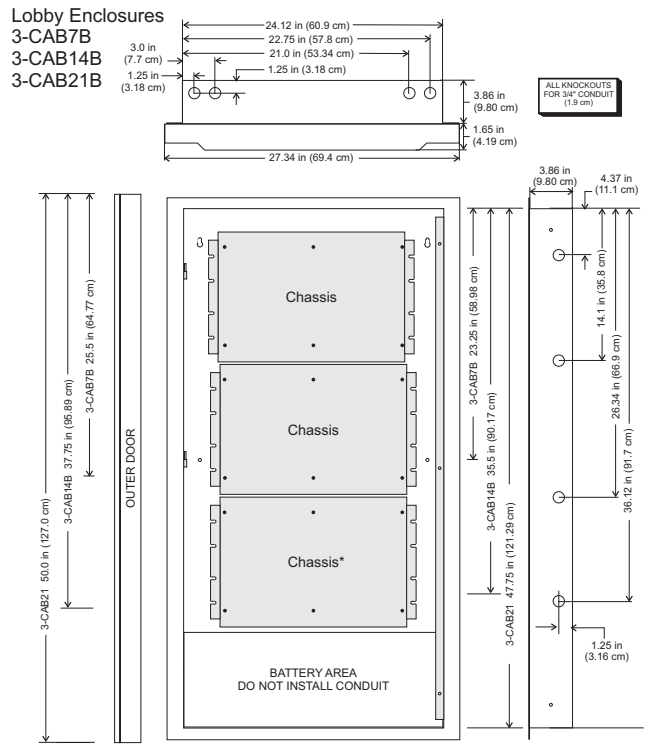 Lobby Enclosures
3-CAB7B
3-CAB14B
3-CAB21B
24.12 in (60.9 cm)
22.75 in (57.8 cm)
21.0 in (53.34 cm)
3.0 in
(7.7 cm)
1.25 in (3.18 cm)
1.25 in
(3.18 cm)
3.86 in
(9.80 cm)
1.65 in
(4.19 cm)
27.34 in (69.4 cm)
ALL KNOCKOUTS
FOR 3/4" CONDUIT
(1.9 cm)
3-CAB21 50.0 in (127.0 cm)
3-CAB14B 37.75 in (95.89 cm)
3-CAB7B 25.5 in (64.77 cm)
OUTER DOOR
Chassis
Chassis
Chassis*
BATTERY AREA
DO NOT INSTALL CONDUIT
3-CAB7B 23.25 in (58.98 cm)
3-CAB14B 35.5 in (90.17 cm)
3-CAB21 47.75 in (121.29 cm)
3.86 in
(9.80 cm)
4.37 in
(11.1 cm)
14.1 in (35.8 cm)
26.34 in (66.9 cm)
36.12 in (91.7 cm)
1.25 in
(3.16 cm)